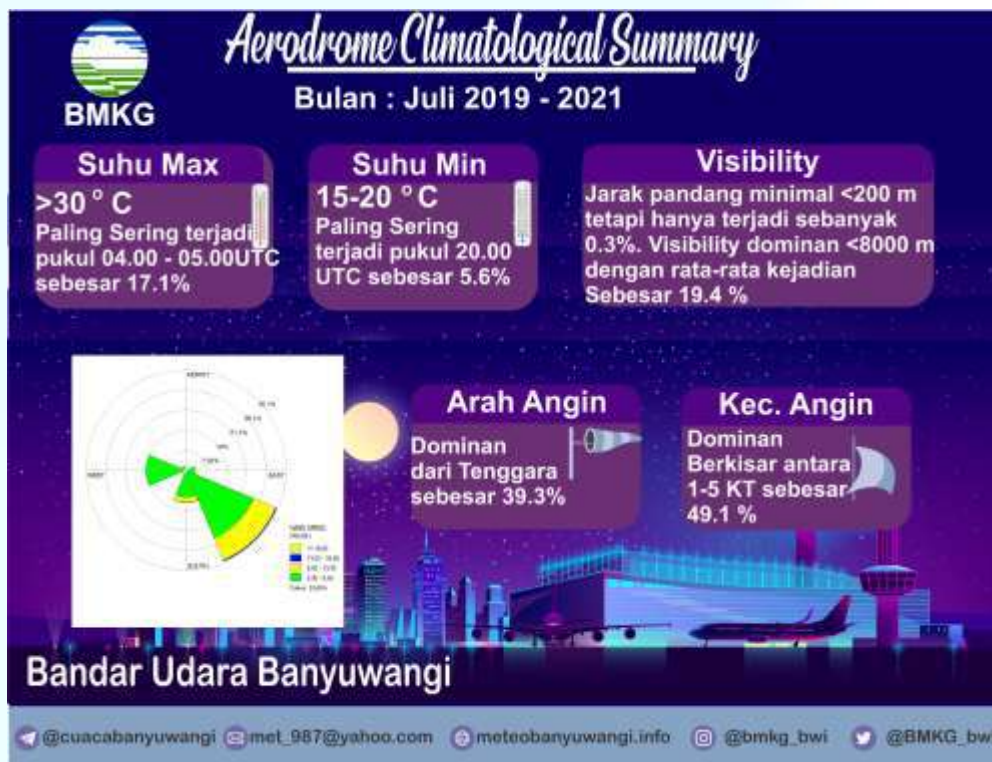 Aerodrome Climatological Summary
Bulan : Juli 2019 - 2021
BMKG
Suhu Max
>30 ° C
Paling Sering terjadi
pukul 04.00 - 05.00UTC
sebesar 17.1%
Suhu Min
15-20 ° C
Paling Sering
terjadi pukul 20.00
UTC sebesar 5.6%
Visibility
Jarak pandang minimal <200 m
tetapi hanya terjadi sebanyak
0.3%. Visibility dominan <8000 m
dengan rata-rata kejadian
Sebesar 19.4 %
EAST
Arah Angin
Dominan
dari Tenggara
sebesar 39.3%
Kec. Angin
Dominan
Berkisar antara
1-5 KT sebesar
49.1 %
Bandar Udara Banyuwangi
@cuacabanyuwangi met_987@yahoo.com meteobanyuwangi.info @bmkg_bwi @BMKG_bw